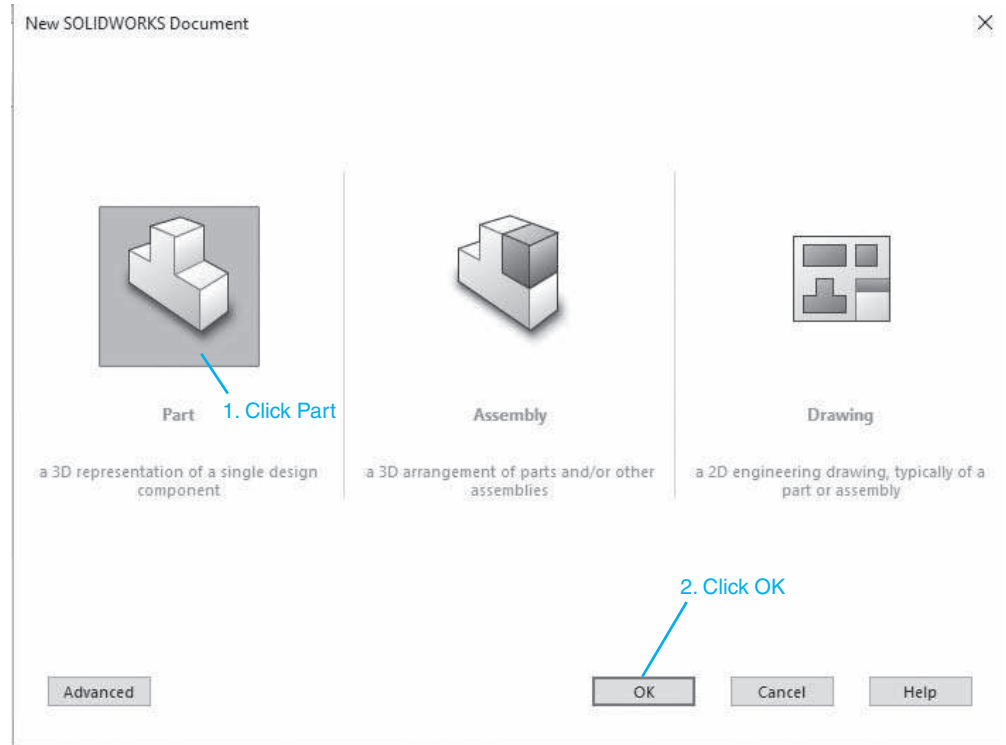 New SOLIDWORKS Document
Part
1. Click Part
Assembly
Drawing
a 3D representation of a single design
component
a 3D arrangement of parts and/or other
assemblies
a 2D engineering drawing, typically of a
part or assembly
2. Click OK
Advanced
OK
Cancel
Help